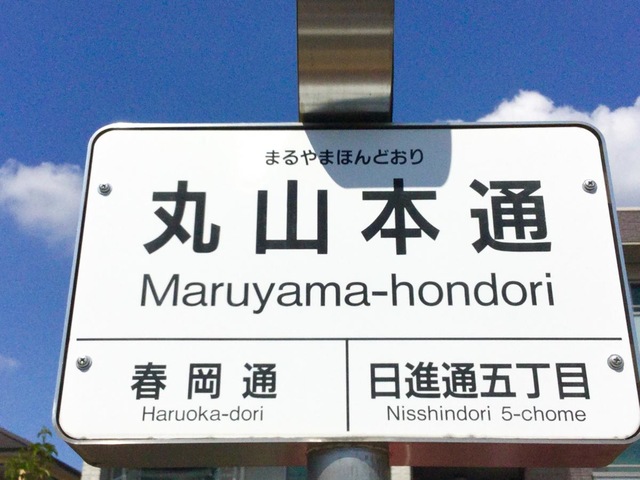 まるやまほんどおり
丸山本通
Maruyama-hondori
春岡通
Haruoka-dori
日進通五丁目
Nisshindori 5-chome